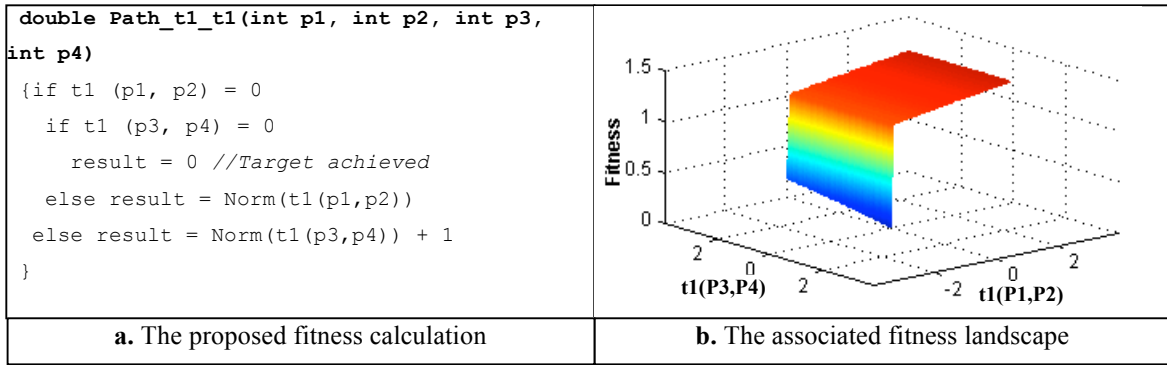 double Path_t1_t1(int p1, int p2, int p3,
int p4)
{if t1 (p1, p2) = 0
if t1 (p3, p4) = 0
result = 0 //Target achieved
else result = Norm(t1(p1,p2))
else result = Norm(t1(p3,p4)) + 1
}
a. The proposed fitness calculation
1.5
1
0.5
0
Fitness
2
0
2
t1(P3,P4)
-2
0
2
t1(P1,P2)
b. The associated fitness landscape